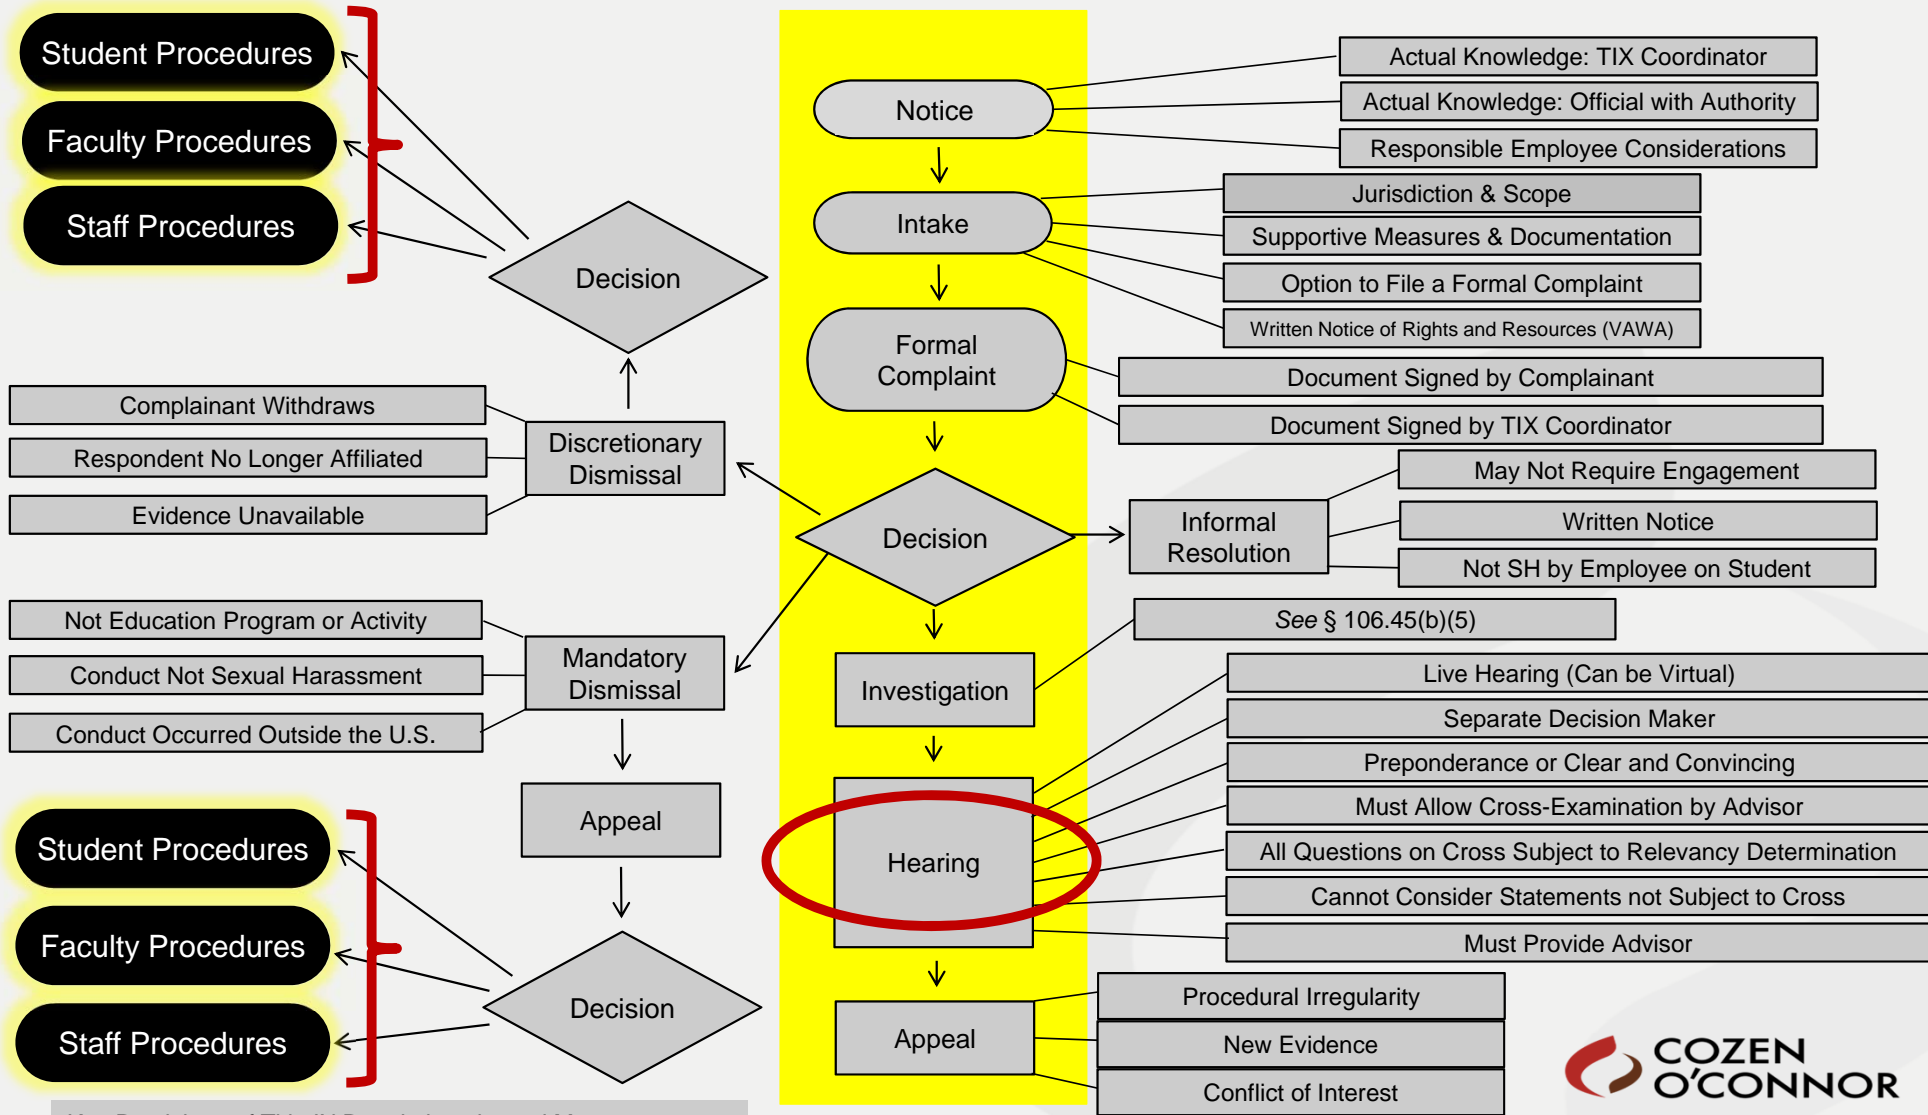 Student Procedures
Faculty Procedures
Staff Procedures
Decision
Complainant Withdraws
Respondent No Longer Affiliated
Evidence Unavailable
Discretionary
Dismissal
Not Education Program or Activity
Conduct Not Sexual Harassment
Conduct Occurred Outside the U.S.
Mandatory
Dismissal
Appeal
Student Procedures
Faculty Procedures
Staff Procedures
Decision
Notice
Actual Knowledge: TIX Coordinator
Actual Knowledge: Official with Authority
Responsible Employee Considerations
Intake
Jurisdiction & Scope
Supportive Measures & Documentation
Option to File a Formal Complaint
Written Notice of Rights and Resources (VAWA)
Formal
Complaint
Document Signed by Complainant
Document Signed by TIX Coordinator
Decision
Informal
Resolution
May Not Require Engagement
Written Notice
Not SH by Employee on Student
Investigation
See § 106.45(b)(5)
Hearing
Live Hearing (Can be Virtual)
Separate Decision Maker
Preponderance or Clear and Convincing
Must Allow Cross-Examination by Advisor
All Questions on Cross Subject to Relevancy Determination
Cannot Consider Statements not Subject to Cross
Must Provide Advisor
Appeal
Procedural Irregularity
New Evidence
Conflict of Interest
COZEN
O'CONNOR